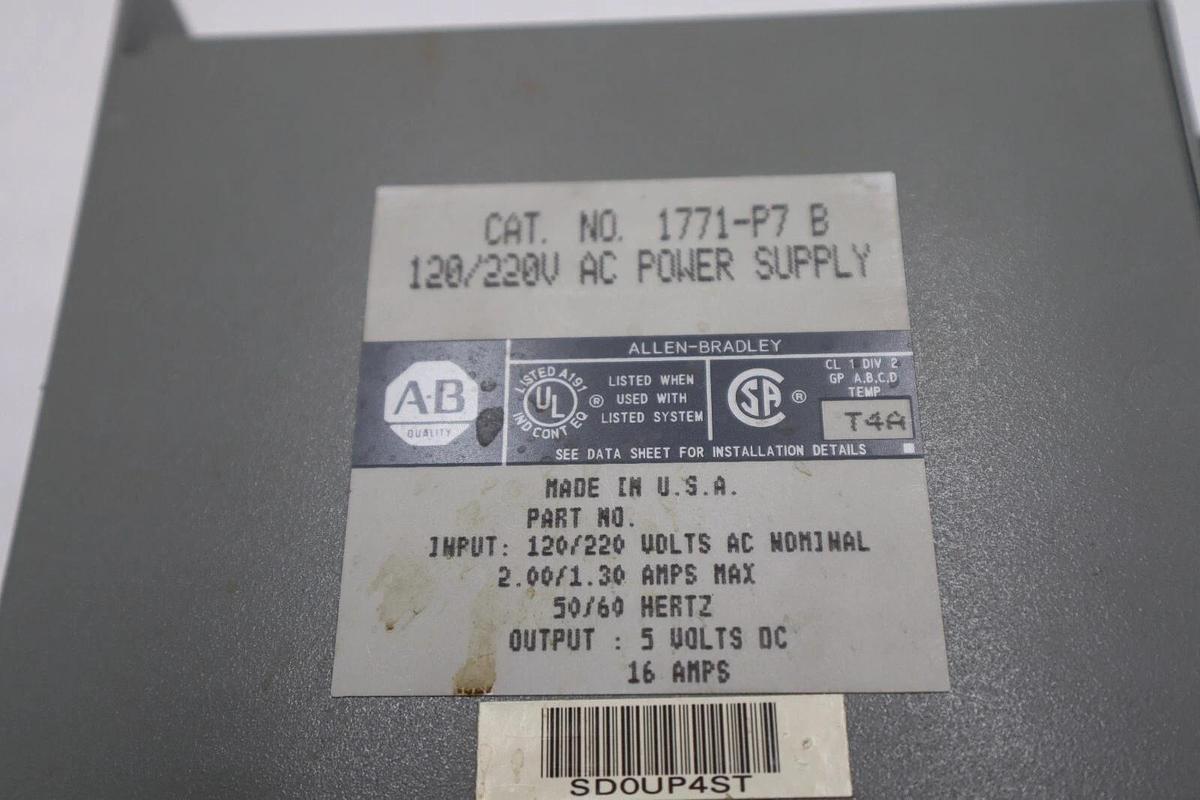 CAT. NO. 1771-P7 B
120/220V AC POWER SUPPLY
ALLEN-BRADLEY
A·B
QUALITY
LISTED A191
UL
IND CONT EQ
®
LISTED WHEN
USED WITH
LISTED SYSTEM
SA
®
CL 1 DIV 2
GP A,B,C,D
TEMP
T4A
SEE DATA SHEET FOR INSTALLATION DETAILS
MADE IN U.S.A.
PART NO.
INPUT: 120/220 VOLTS AC NOMINAL
2.00/1.30 AMPS MAX
50/60 HERTZ
OUTPUT : 5 VOLTS DC
16 AMPS
SD0UP4ST